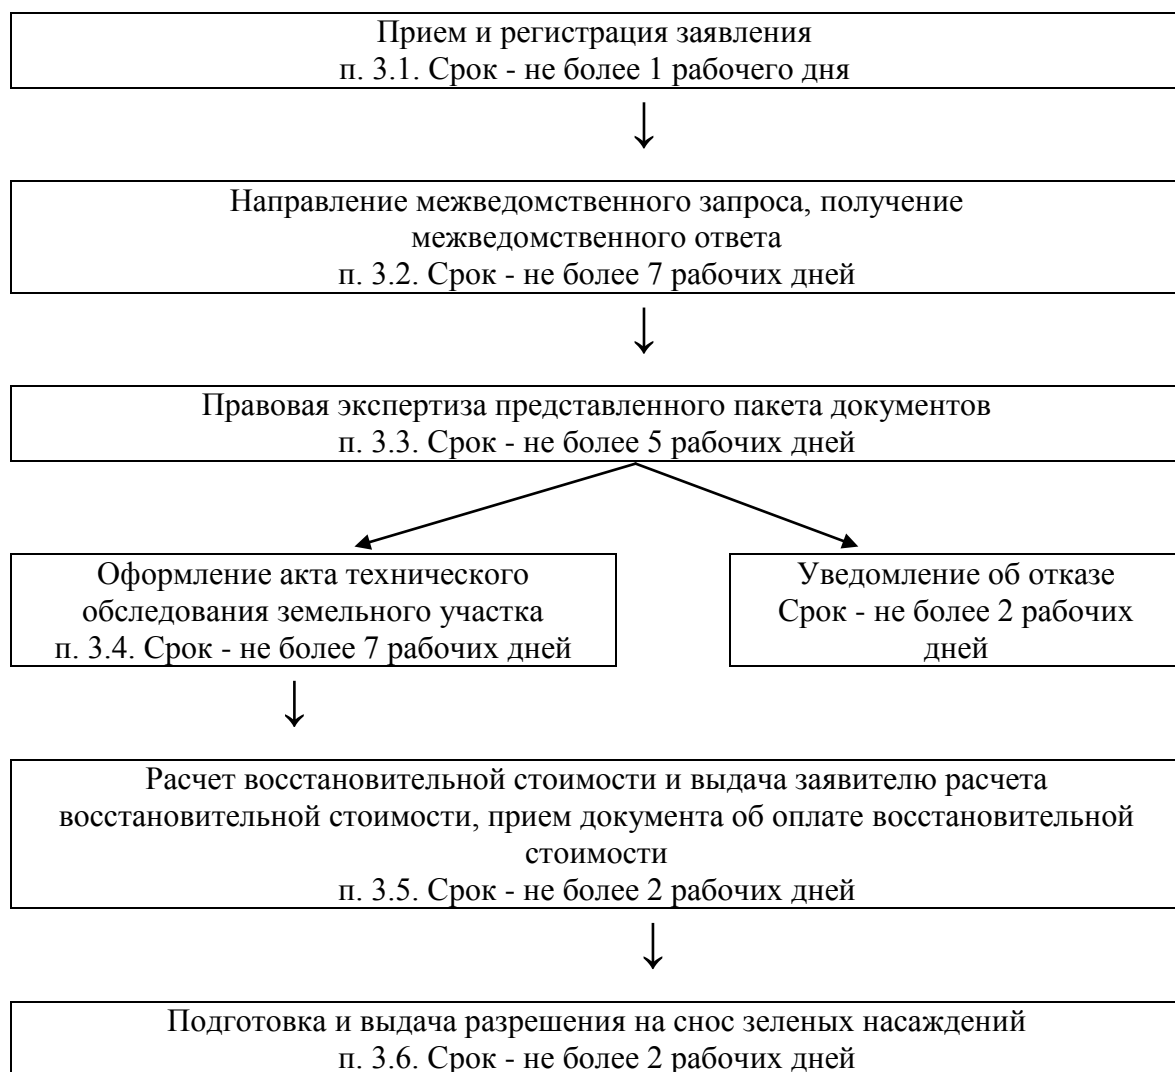 Прием и регистрация заявления
п. 3.1. Срок - не более 1 рабочего дня
Направление межведомственного запроса, получение
межведомственного ответа
п. 3.2. Срок - не более 7 рабочих дней
Правовая экспертиза представленного пакета документов
п. 3.3. Срок - не более 5 рабочих дней
Оформление акта технического
обследования земельного участка
п. 3.4. Срок - не более 7 рабочих дней
Уведомление об отказе
Срок - не более 2 рабочих
дней
Расчет восстановительной стоимости и выдача заявителю расчета
восстановительной стоимости, прием документа об оплате восстановительной
стоимости
п. 3.5. Срок - не более 2 рабочих дней
Подготовка и выдача разрешения на снос зеленых насаждений
п. 3.6. Срок - не более 2 рабочих дней